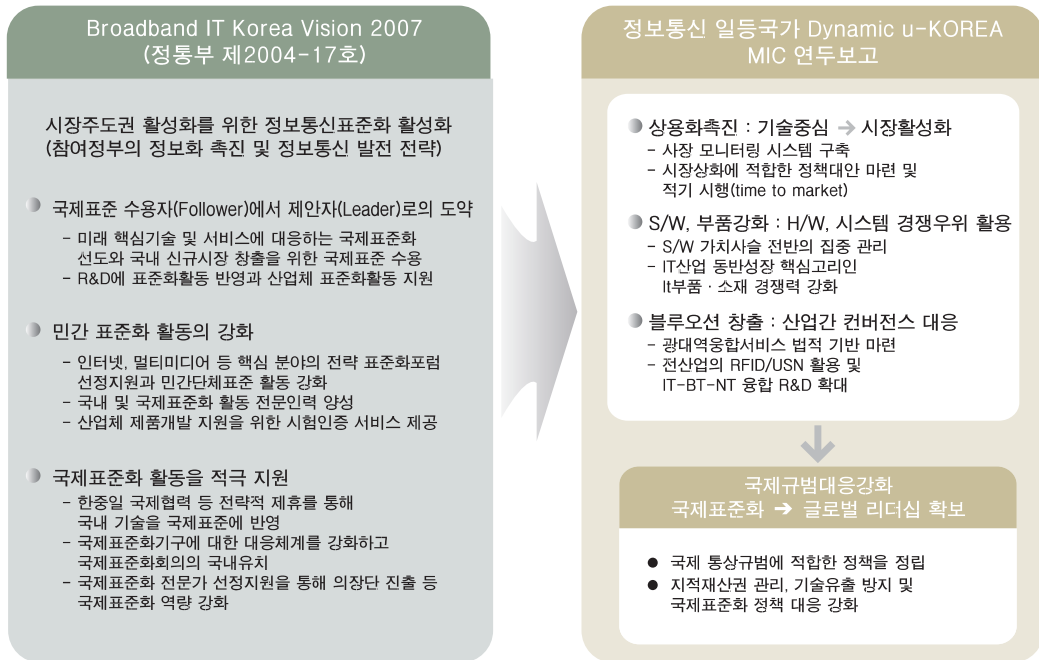 Broadband IT Korea Vision 2007
(정통부 제2004-17호)
시장주도권 활성화를 위한 정보통신표준화 활성화
(참여정부의 정보화 촉진 및 정보통신 발전 전략)
국제표준 수용자(Follower)에서 제안자(Leader)로의 도약
- 미래 핵심기술 및 서비스에 대응하는 국제표준화
선도와 국내 신규시장 창출을 위한 국제표준 수용
- R&D에 표준화활동 반영과 산업체 표준화활동 지원
민간 표준화 활동의 강화
- 인터넷, 멀티미디어 등 핵심 분야의 전략 표준화포럼
선정지원과 민간단체표준 활동 강화
- 국내 및 국제표준화 활동 전문인력 양성
- 산업체 제품개발 지원을 위한 시험인증 서비스 제공
국제표준화 활동을 적극 지원
- 한중일 국제협력 등 전략적 제휴를 통해
국내 기술을 국제표준에 반영
- 국제표준화기구에 대한 대응체계를 강화하고
국제표준화회의의 국내유치
- 국제표준화 전문가 선정지원을 통해 의장단 진출 등
국제표준화 역량 강화
정보통신 일등국가 Dynamic u-KOREA
MIC 연두보고
상용화촉진 : 기술중심 → 시장활성화
- 사장 모니터링 시스템 구축
- 시장상화에 적합한 정책대안 마련 및
적기 시행(time to market)
S/W, 부품강화 : H/W, 시스템 경쟁우위 활용
- S/W 가치사슬 전반의 집중 관리
- IT산업 동반성장 핵심고리인
It부품 · 소재 경쟁력 강화
블루오션 창출 : 산업간 컨버전스 대응
- 광대역웅합서비스 법적 기반 마련
- 전산업의 RFID/USN 활용 및
IT-BT-NT 융합 R&D 확대
국제규범대응강화
국제표준화 ➔ 글로벌 리더십 확보
● 국제 통상규범에 적합한 정책을 정립
● 지적재산권 관리, 기술유출 방지 및
국제표준화 정책 대응 강화